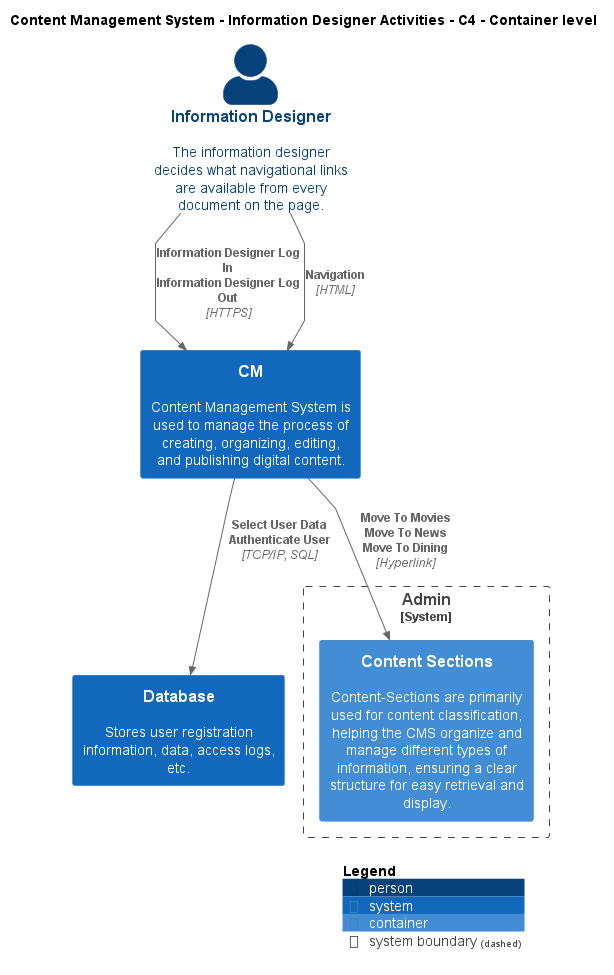 Content Management System - Information Designer Activities - C4 - Container level
Information Designer
The information designer
decides what navigational links
are available from every
document on the page.
Information Designer Log
In
Information Designer Log
Out
[HTTPS]
Navigation
[HTML]
CM
Content Management System is
used to manage the process of
creating, organizing, editing,
and publishing digital content.
Select User Data
Authenticate User
[TCP/IP, SQL]
Move To Movies
Move To News
Move To Dining
[Hyperlink]
Admin
[System]
Database
Stores user registration
information, data, access logs,
etc.
Content Sections
Content-Sections are primarily
used for content classification,
helping the CMS organize and
manage different types of
information, ensuring a clear
structure for easy retrieval and
display.
Legend
person
system
container
system boundary (dashed)